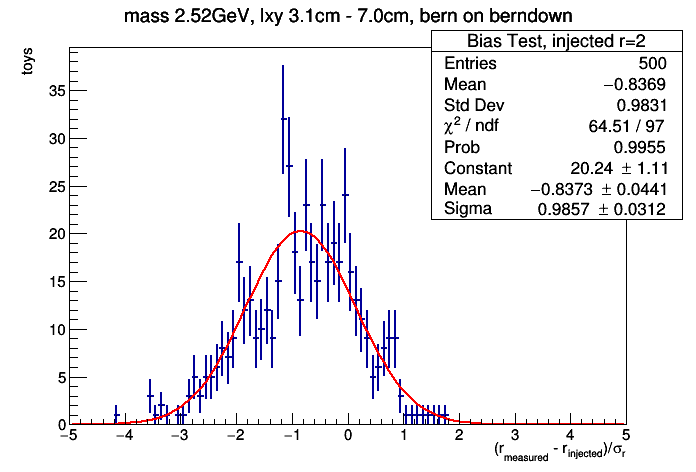 mass 2.52GeV, lxy 3.1cm - 7.0cm, bern on berndown
Bias Test, injected r=2
Entries 500
Mean −0.8369
Std Dev 0.9831
χ² / ndf 64.51 / 97
Prob 0.9955
Constant 20.24 ± 1.11
Mean −0.8373 ± 0.0441
Sigma 0.9857 ± 0.0312
toys
35
30
25
20
15
10
5
0
−5 −4 −3 −2 −1 0 1 2 3 4 5
(r_measured - r_injected)/σ_r